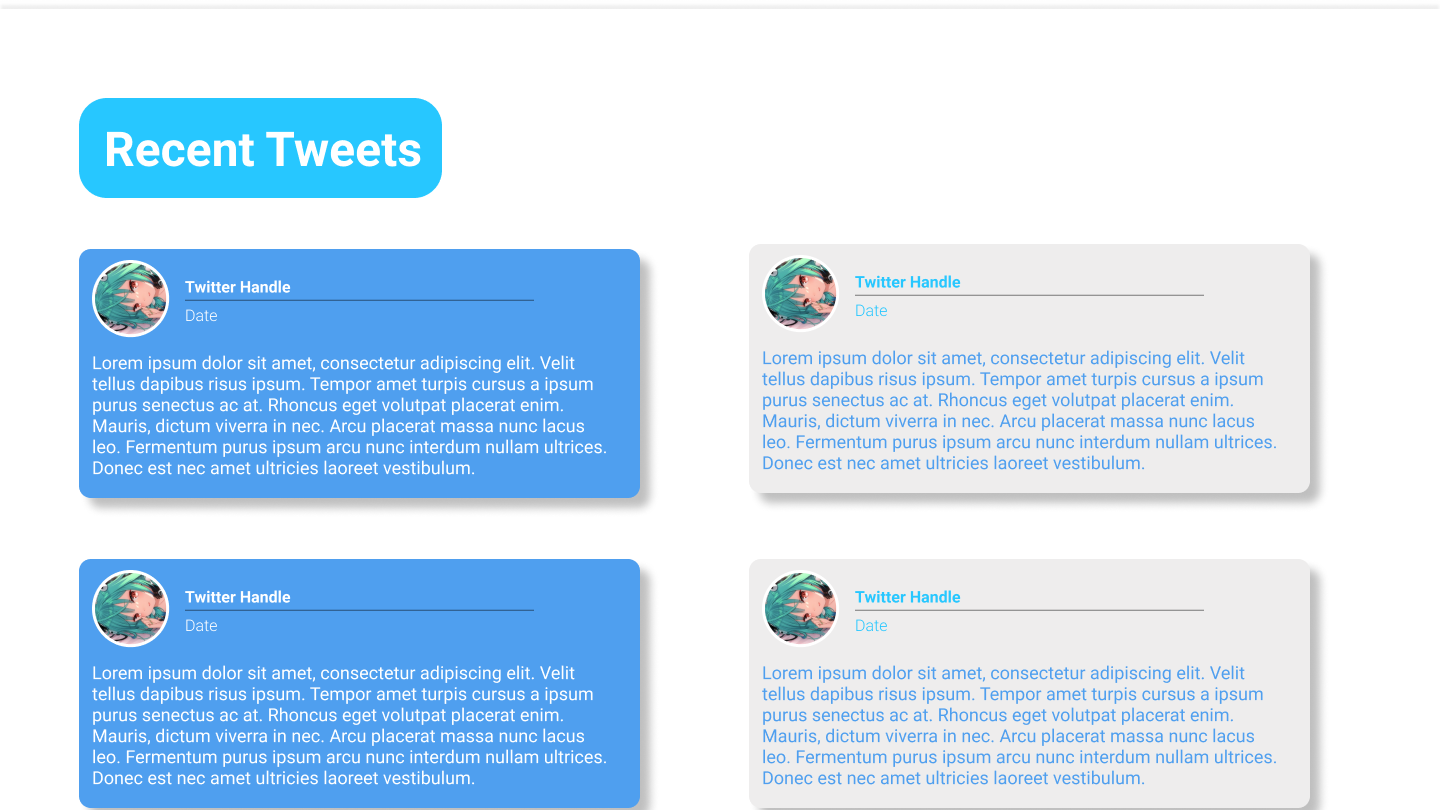 Recent Tweets
Twitter Handle
Date
Lorem ipsum dolor sit amet, consectetur adipiscing elit. Velit
tellus dapibus risus ipsum. Tempor amet turpis cursus a ipsum
purus senectus ac at. Rhoncus eget volutpat placerat enim.
Mauris, dictum viverra in nec. Arcu placerat massa nunc lacus
leo. Fermentum purus ipsum arcu nunc interdum nullam ultrices.
Donec est nec amet ultricies laoreet vestibulum.
Twitter Handle
Date
Lorem ipsum dolor sit amet, consectetur adipiscing elit. Velit
tellus dapibus risus ipsum. Tempor amet turpis cursus a ipsum
purus senectus ac at. Rhoncus eget volutpat placerat enim.
Mauris, dictum viverra in nec. Arcu placerat massa nunc lacus
leo. Fermentum purus ipsum arcu nunc interdum nullam ultrices.
Donec est nec amet ultricies laoreet vestibulum.
Twitter Handle
Date
Lorem ipsum dolor sit amet, consectetur adipiscing elit. Velit
tellus dapibus risus ipsum. Tempor amet turpis cursus a ipsum
purus senectus ac at. Rhoncus eget volutpat placerat enim.
Mauris, dictum viverra in nec. Arcu placerat massa nunc lacus
leo. Fermentum purus ipsum arcu nunc interdum nullam ultrices.
Donec est nec amet ultricies laoreet vestibulum.
Twitter Handle
Date
Lorem ipsum dolor sit amet, consectetur adipiscing elit. Velit
tellus dapibus risus ipsum. Tempor amet turpis cursus a ipsum
purus senectus ac at. Rhoncus eget volutpat placerat enim.
Mauris, dictum viverra in nec. Arcu placerat massa nunc lacus
leo. Fermentum purus ipsum arcu nunc interdum nullam ultrices.
Donec est nec amet ultricies laoreet vestibulum.